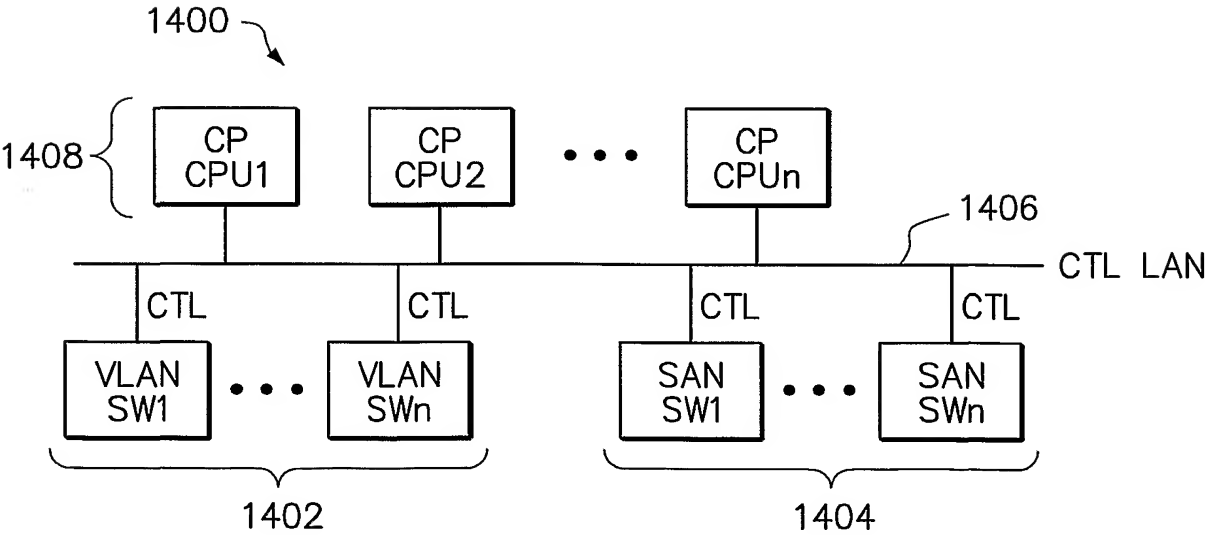 1400
1408
CP
CPU1
CP
CPU2
CP
CPUn
1406
CTL LAN
CTL
CTL
CTL
CTL
VLAN
SW1
VLAN
SWn
SAN
SW1
SAN
SWn
1402
1404